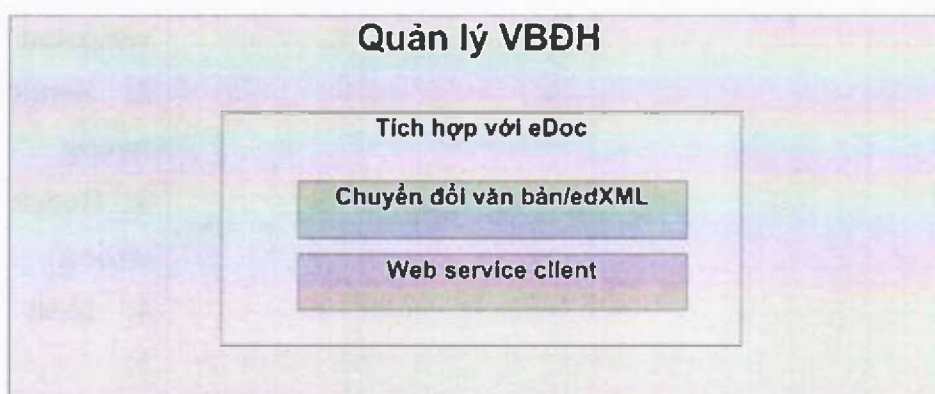 Quản lý VBĐH
Tích hợp với eDoc
Chuyển đổi văn bản/edXML
Web service client